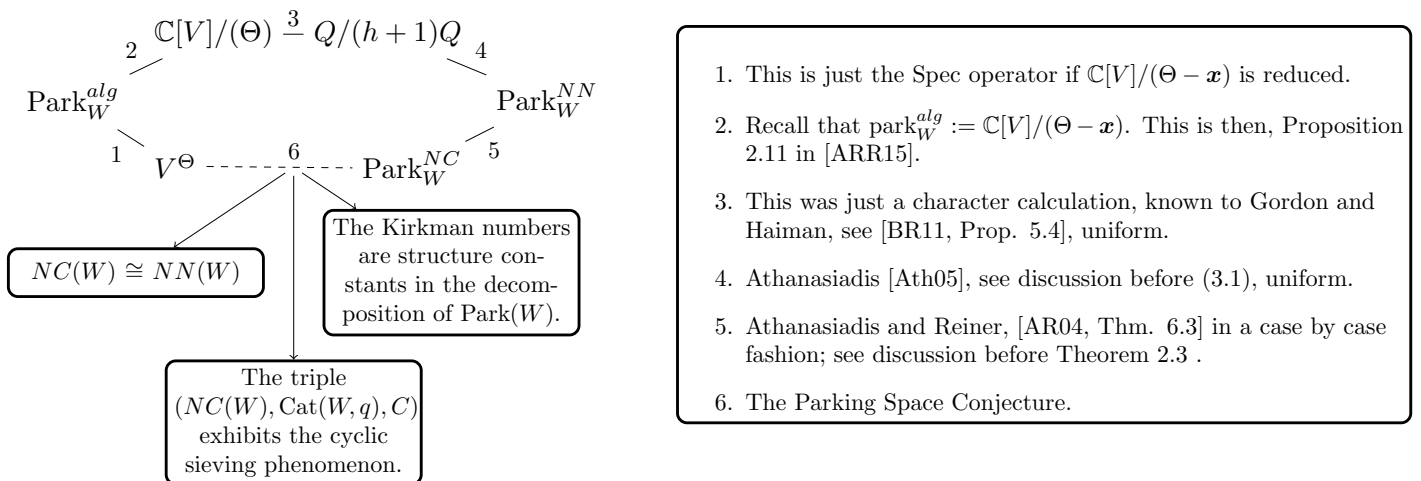 ℂ[V]/(Θ) 3 Q/(h + 1)Q
2
4
Park_W^{alg}
Park_W^{NN}
1
6
5
V^Θ
Park_W^{NC}
NC(W) ≅ NN(W)
The Kirkman numbers
are structure con-
stants in the decom-
position of Park(W).
The triple
(NC(W), Cat(W, q), C)
exhibits the cyclic
sieving phenomenon.
1. This is just the Spec operator if ℂ[V]/(Θ − x) is reduced.
2. Recall that park_W^{alg} := ℂ[V]/(Θ − x). This is then, Proposition
2.11 in [ARR15].
3. This was just a character calculation, known to Gordon and
Haiman, see [BR11, Prop. 5.4], uniform.
4. Athanasiadis [Ath05], see discussion before (3.1), uniform.
5. Athanasiadis and Reiner, [AR04, Thm. 6.3] in a case by case
fashion; see discussion before Theorem 2.3 .
6. The Parking Space Conjecture.